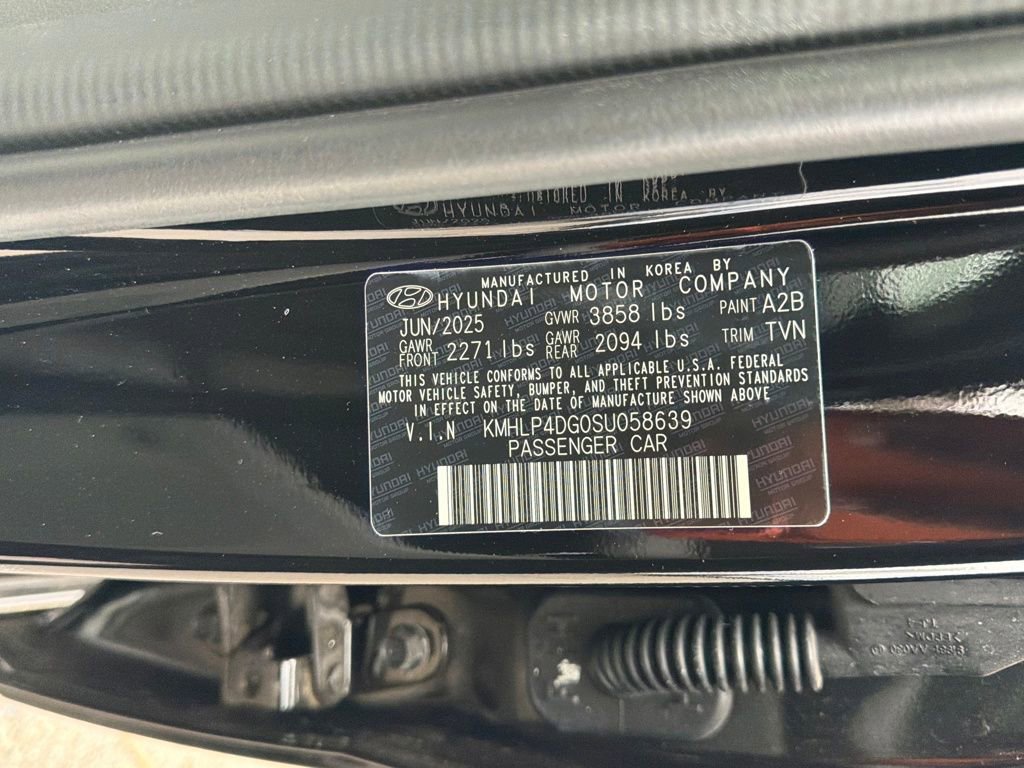 MANUFACTURED IN KOREA BY
HYUNDAI MOTOR COMPANY
JUN/2025 GVWR 3858 lbs PAINT A2B
GAWR FRONT 2271 lbs GAWR REAR 2094 lbs TRIM TVN
THIS VEHICLE CONFORMS TO ALL APPLICABLE U.S.A. FEDERAL
MOTOR VEHICLE SAFETY, BUMPER, AND THEFT PREVENTION STANDARDS
IN EFFECT ON THE DATE OF MANUFACTURE SHOWN ABOVE
V.I.N KMHLP4DG0SU058639
PASSENGER CAR